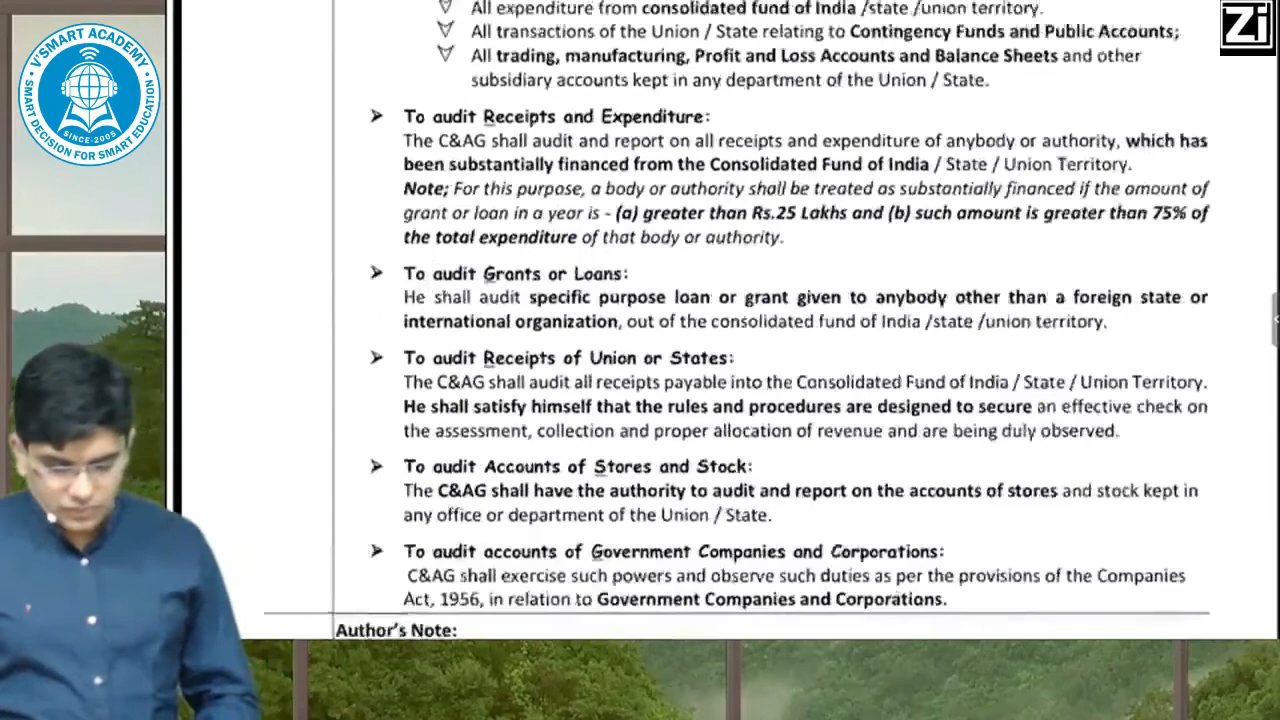 All expenditure from consolidated fund of India /state /union territory.
All transactions of the Union / State relating to Contingency Funds and Public Accounts;
All trading, manufacturing, Profit and Loss Accounts and Balance Sheets and other
subsidiary accounts kept in any department of the Union / State.
To audit Receipts and Expenditure:
The C&AG shall audit and report on all receipts and expenditure of anybody or authority, which has
been substantially financed from the Consolidated Fund of India / State / Union Territory.
Note; For this purpose, a body or authority shall be treated as substantially financed if the amount of
grant or loan in a year is - (a) greater than Rs.25 Lakhs and (b) such amount is greater than 75% of
the total expenditure of that body or authority.
To audit Grants or Loans:
He shall audit specific purpose loan or grant given to anybody other than a foreign state or
international organization, out of the consolidated fund of India /state /union territory.
To audit Receipts of Union or States:
The C&AG shall audit all receipts payable into the Consolidated Fund of India / State / Union Territory.
He shall satisfy himself that the rules and procedures are designed to secure an effective check on
the assessment, collection and proper allocation of revenue and are being duly observed.
To audit Accounts of Stores and Stock:
The C&AG shall have the authority to audit and report on the accounts of stores and stock kept in
any office or department of the Union / State.
To audit accounts of Government Companies and Corporations:
C&AG shall exercise such powers and observe such duties as per the provisions of the Companies
Act, 1956, in relation to Government Companies and Corporations.
Author's Note:
V'SMART ACADEMY
SINCE-2005
SMART DECISION FOR SMART EDUCATION
Zi